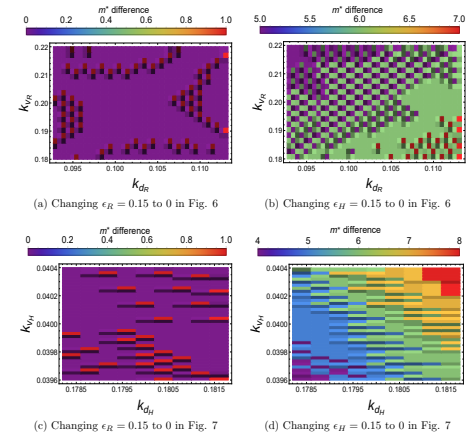 m* difference
0 0.2 0.4 0.6 0.8 1.0
0.22
0.21
0.20
0.19
0.18
k_{v_R}
0.095 0.100 0.105 0.110
k_{d_R}
(a) Changing ϵ_R = 0.15 to 0 in Fig. 6
m* difference
5.0 5.5 6.0 6.5 7.0
0.22
0.21
0.20
0.19
0.18
k_{v_R}
0.095 0.100 0.105 0.110
k_{d_R}
(b) Changing ϵ_H = 0.15 to 0 in Fig. 6
m* difference
0 0.2 0.4 0.6 0.8 1.0
0.0404
0.0402
0.0400
0.0398
0.0396
k_{v_H}
0.1785 0.1795 0.1805 0.1815
k_{d_H}
(c) Changing ϵ_R = 0.15 to 0 in Fig. 7
m* difference
4 5 6 7 8
0.0404
0.0402
0.0400
0.0398
0.0396
k_{v_H}
0.1785 0.1795 0.1805 0.1815
k_{d_H}
(d) Changing ϵ_H = 0.15 to 0 in Fig. 7